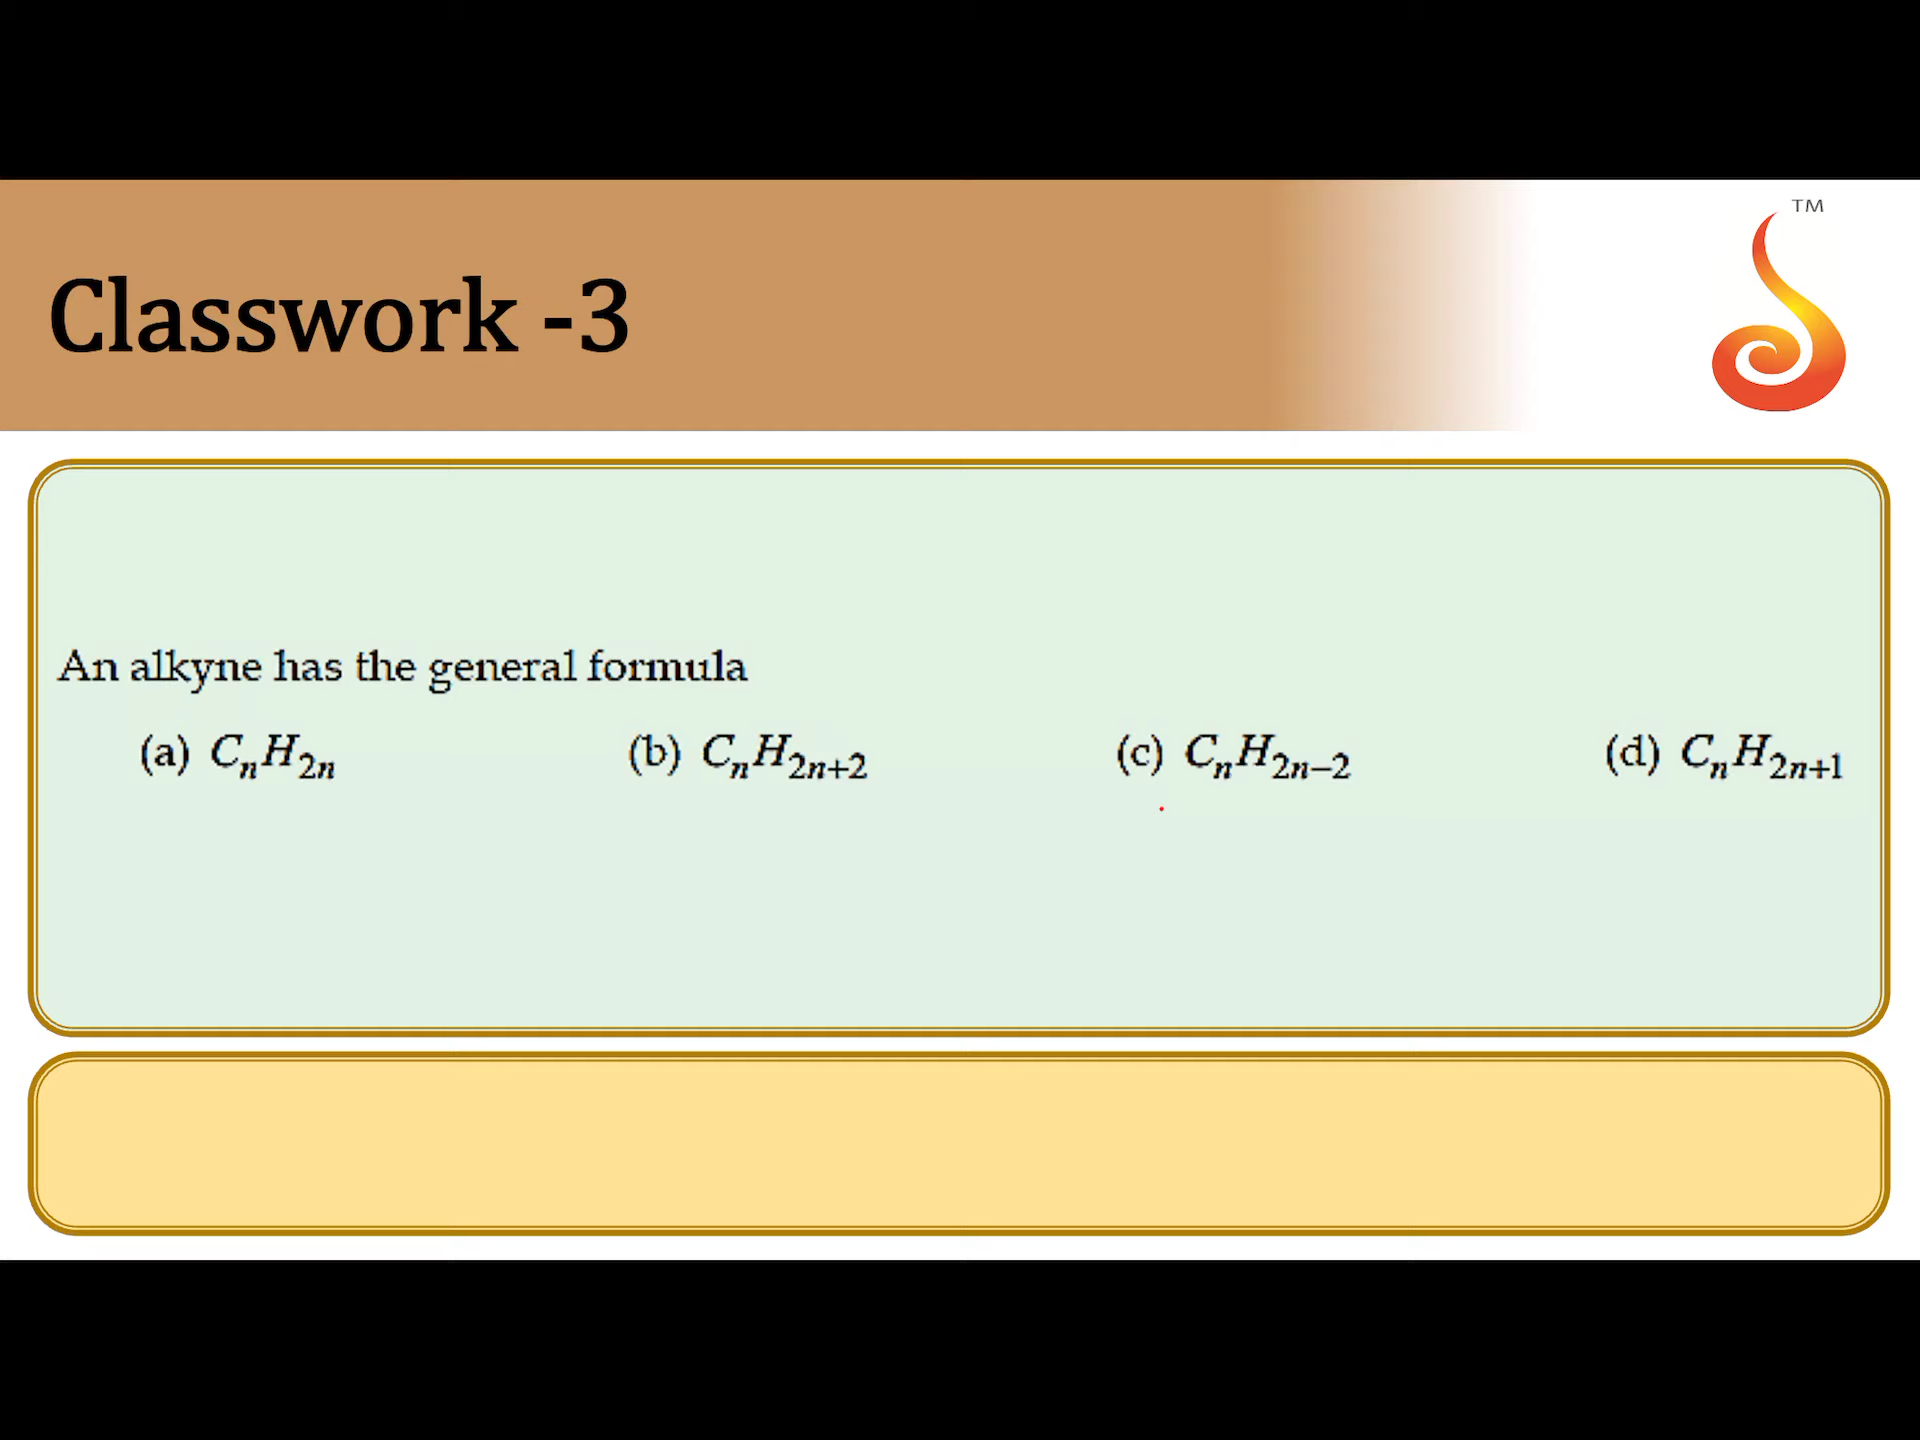 TM
Classwork -3
An alkyne has the general formula
(a) CₙH₂ₙ (b) CₙH₂ₙ₊₂ (c) CₙH₂ₙ₋₂ (d) CₙH₂ₙ₊₁